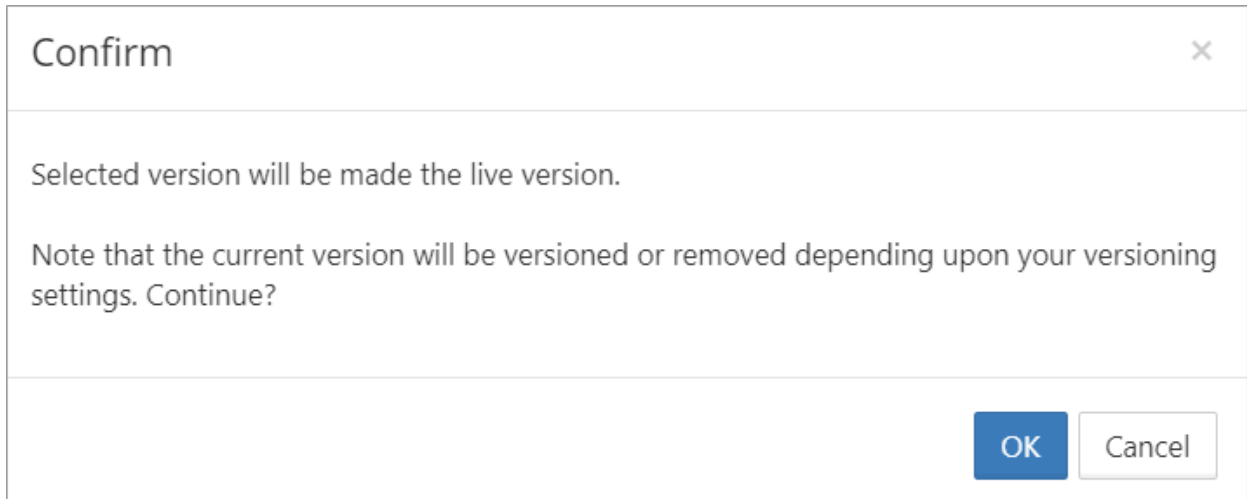 Confirm
×
Selected version will be made the live version.
Note that the current version will be versioned or removed depending upon your versioning
settings. Continue?
OK
Cancel